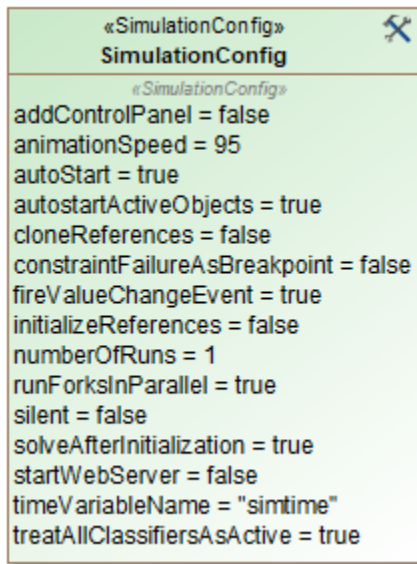 «SimulationConfig»
SimulationConfig
«SimulationConfig»
addControlPanel = false
animationSpeed = 95
autoStart = true
autostartActiveObjects = true
cloneReferences = false
constraintFailureAsBreakpoint = false
fireValueChangeEvent = true
initializeReferences = false
numberOfRuns = 1
runForksInParallel = true
silent = false
solveAfterInitialization = true
startWebServer = false
timeVariableName = "simtime"
treatAllClassifiersAsActive = true